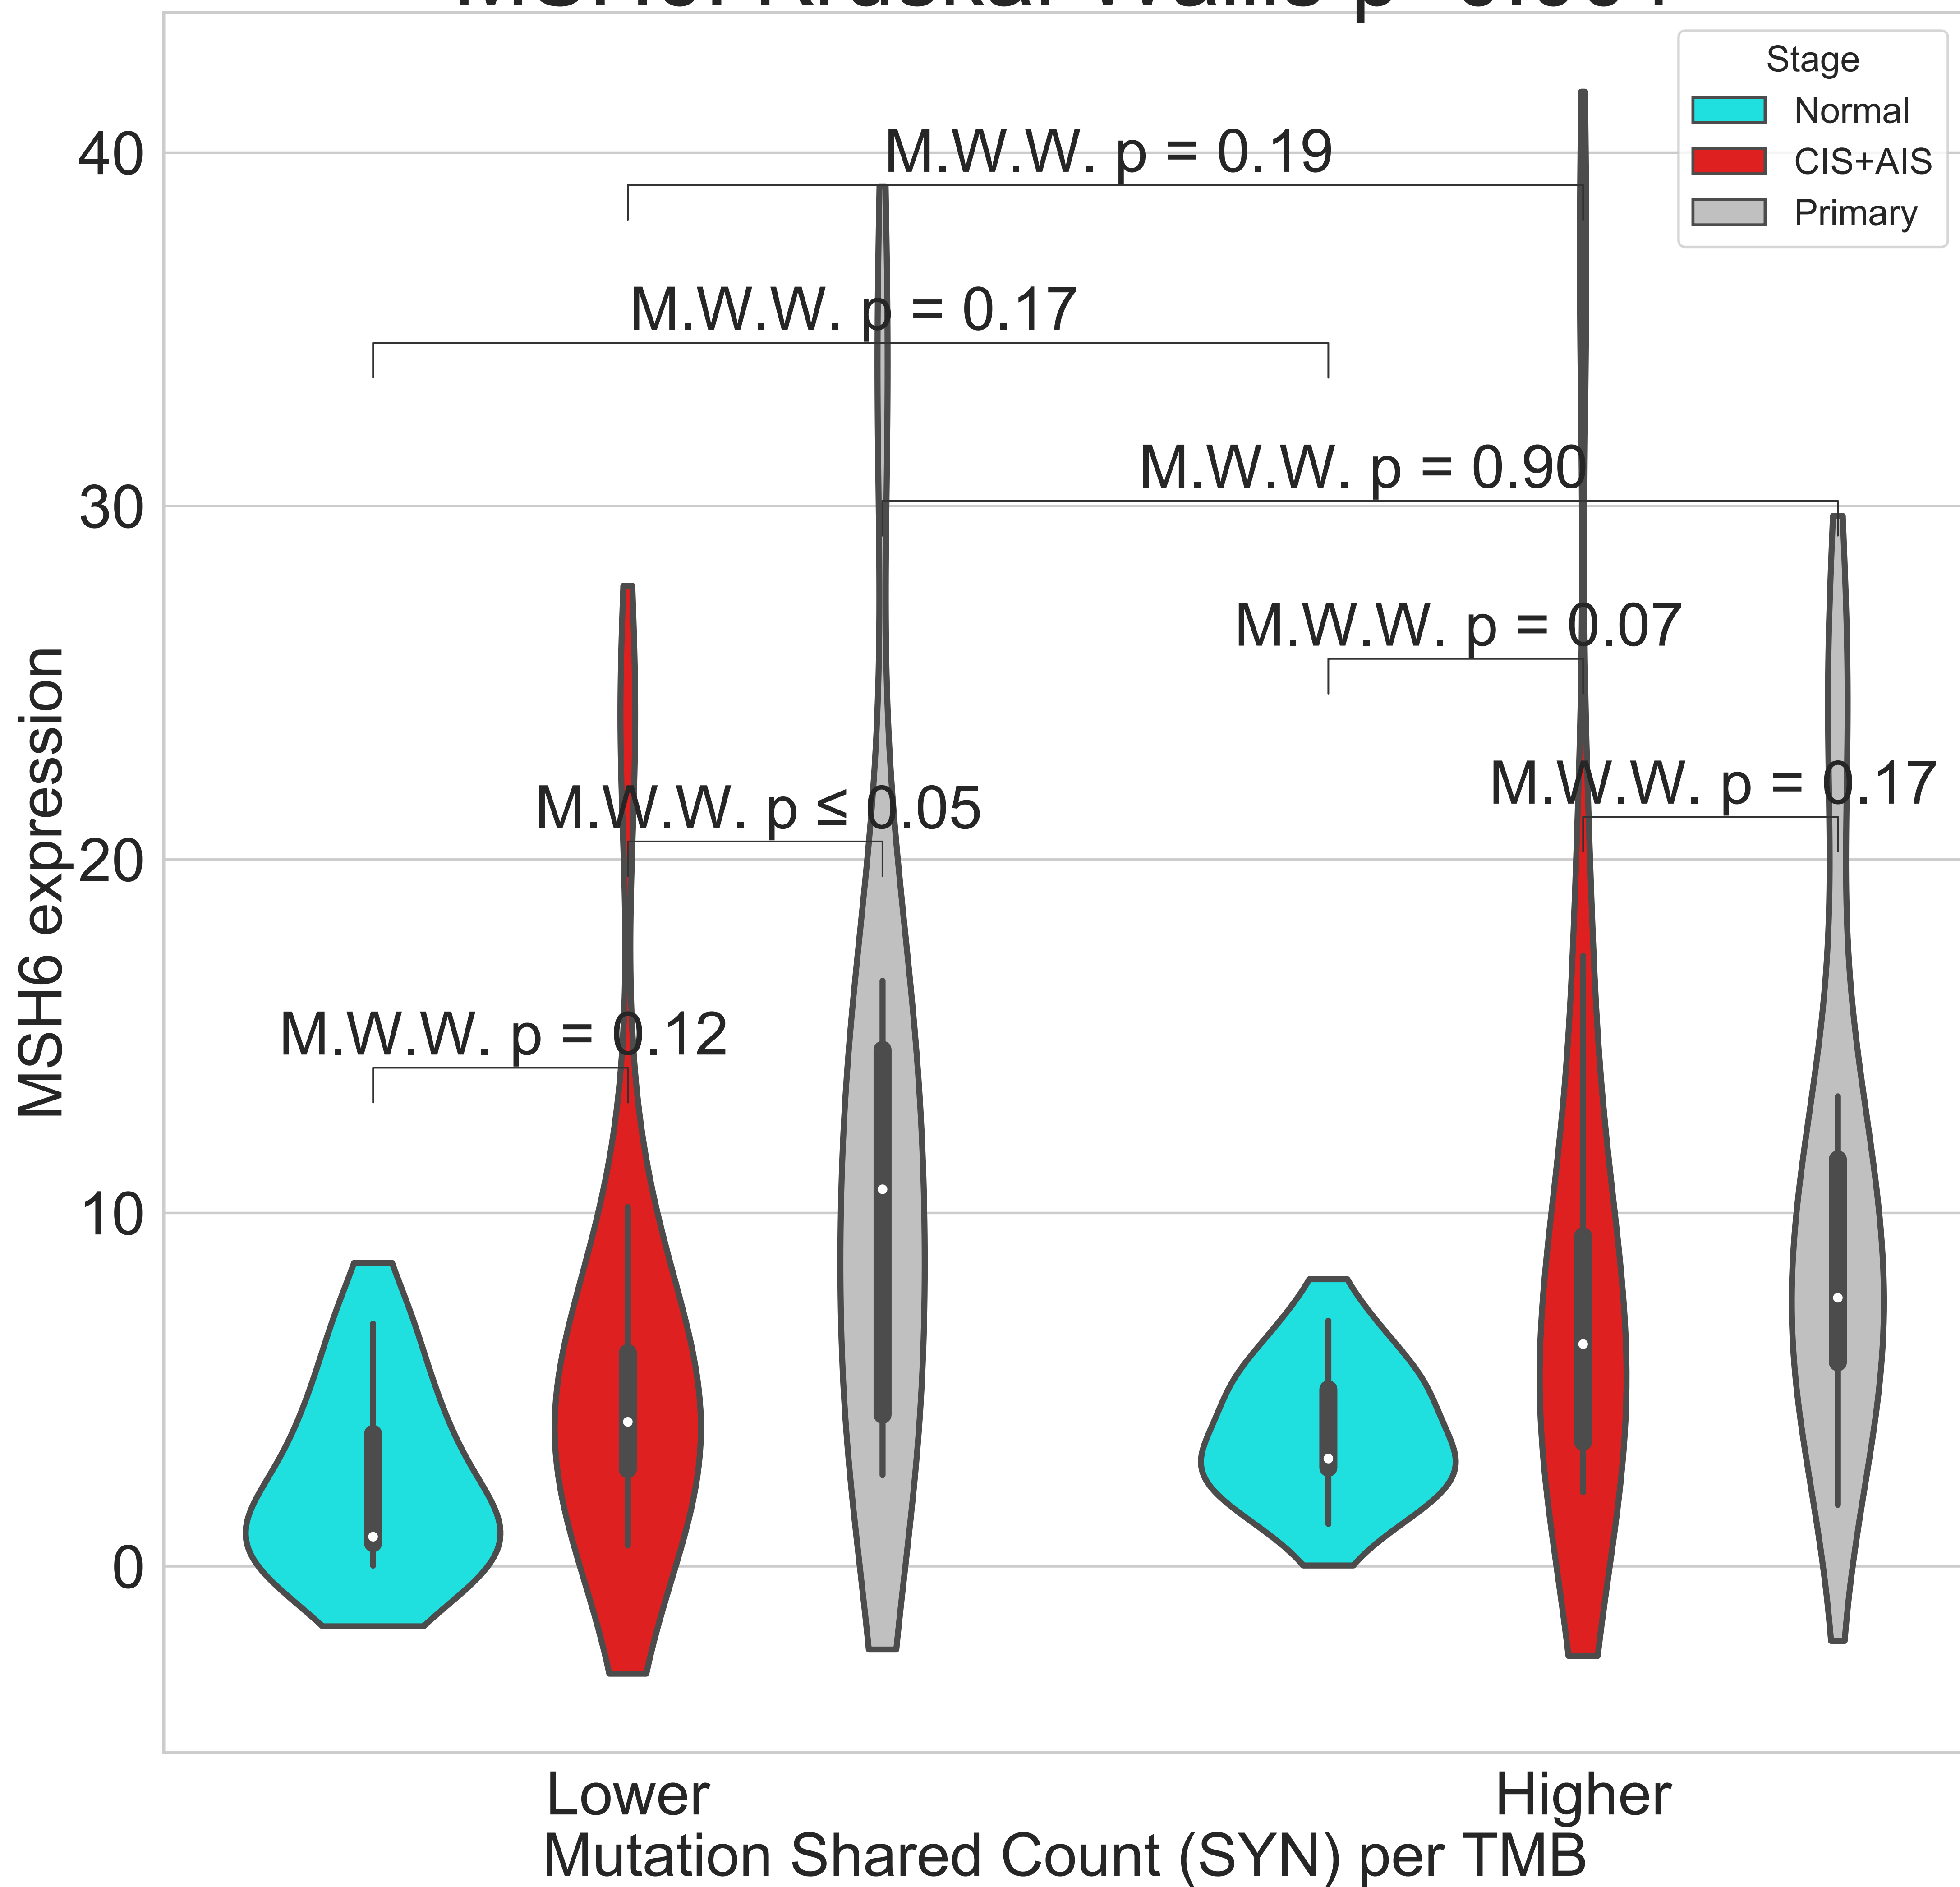 Stage
Normal
CIS+AIS
Primary
40
30
20
10
0
MSH6 expression
M.W.W. p = 0.19
M.W.W. p = 0.17
M.W.W. p = 0.90
M.W.W. p = 0.07
M.W.W. p = 0.17
M.W.W. p ≤ 0.05
M.W.W. p = 0.12
Lower
Higher
Mutation Shared Count (SYN) per TMB